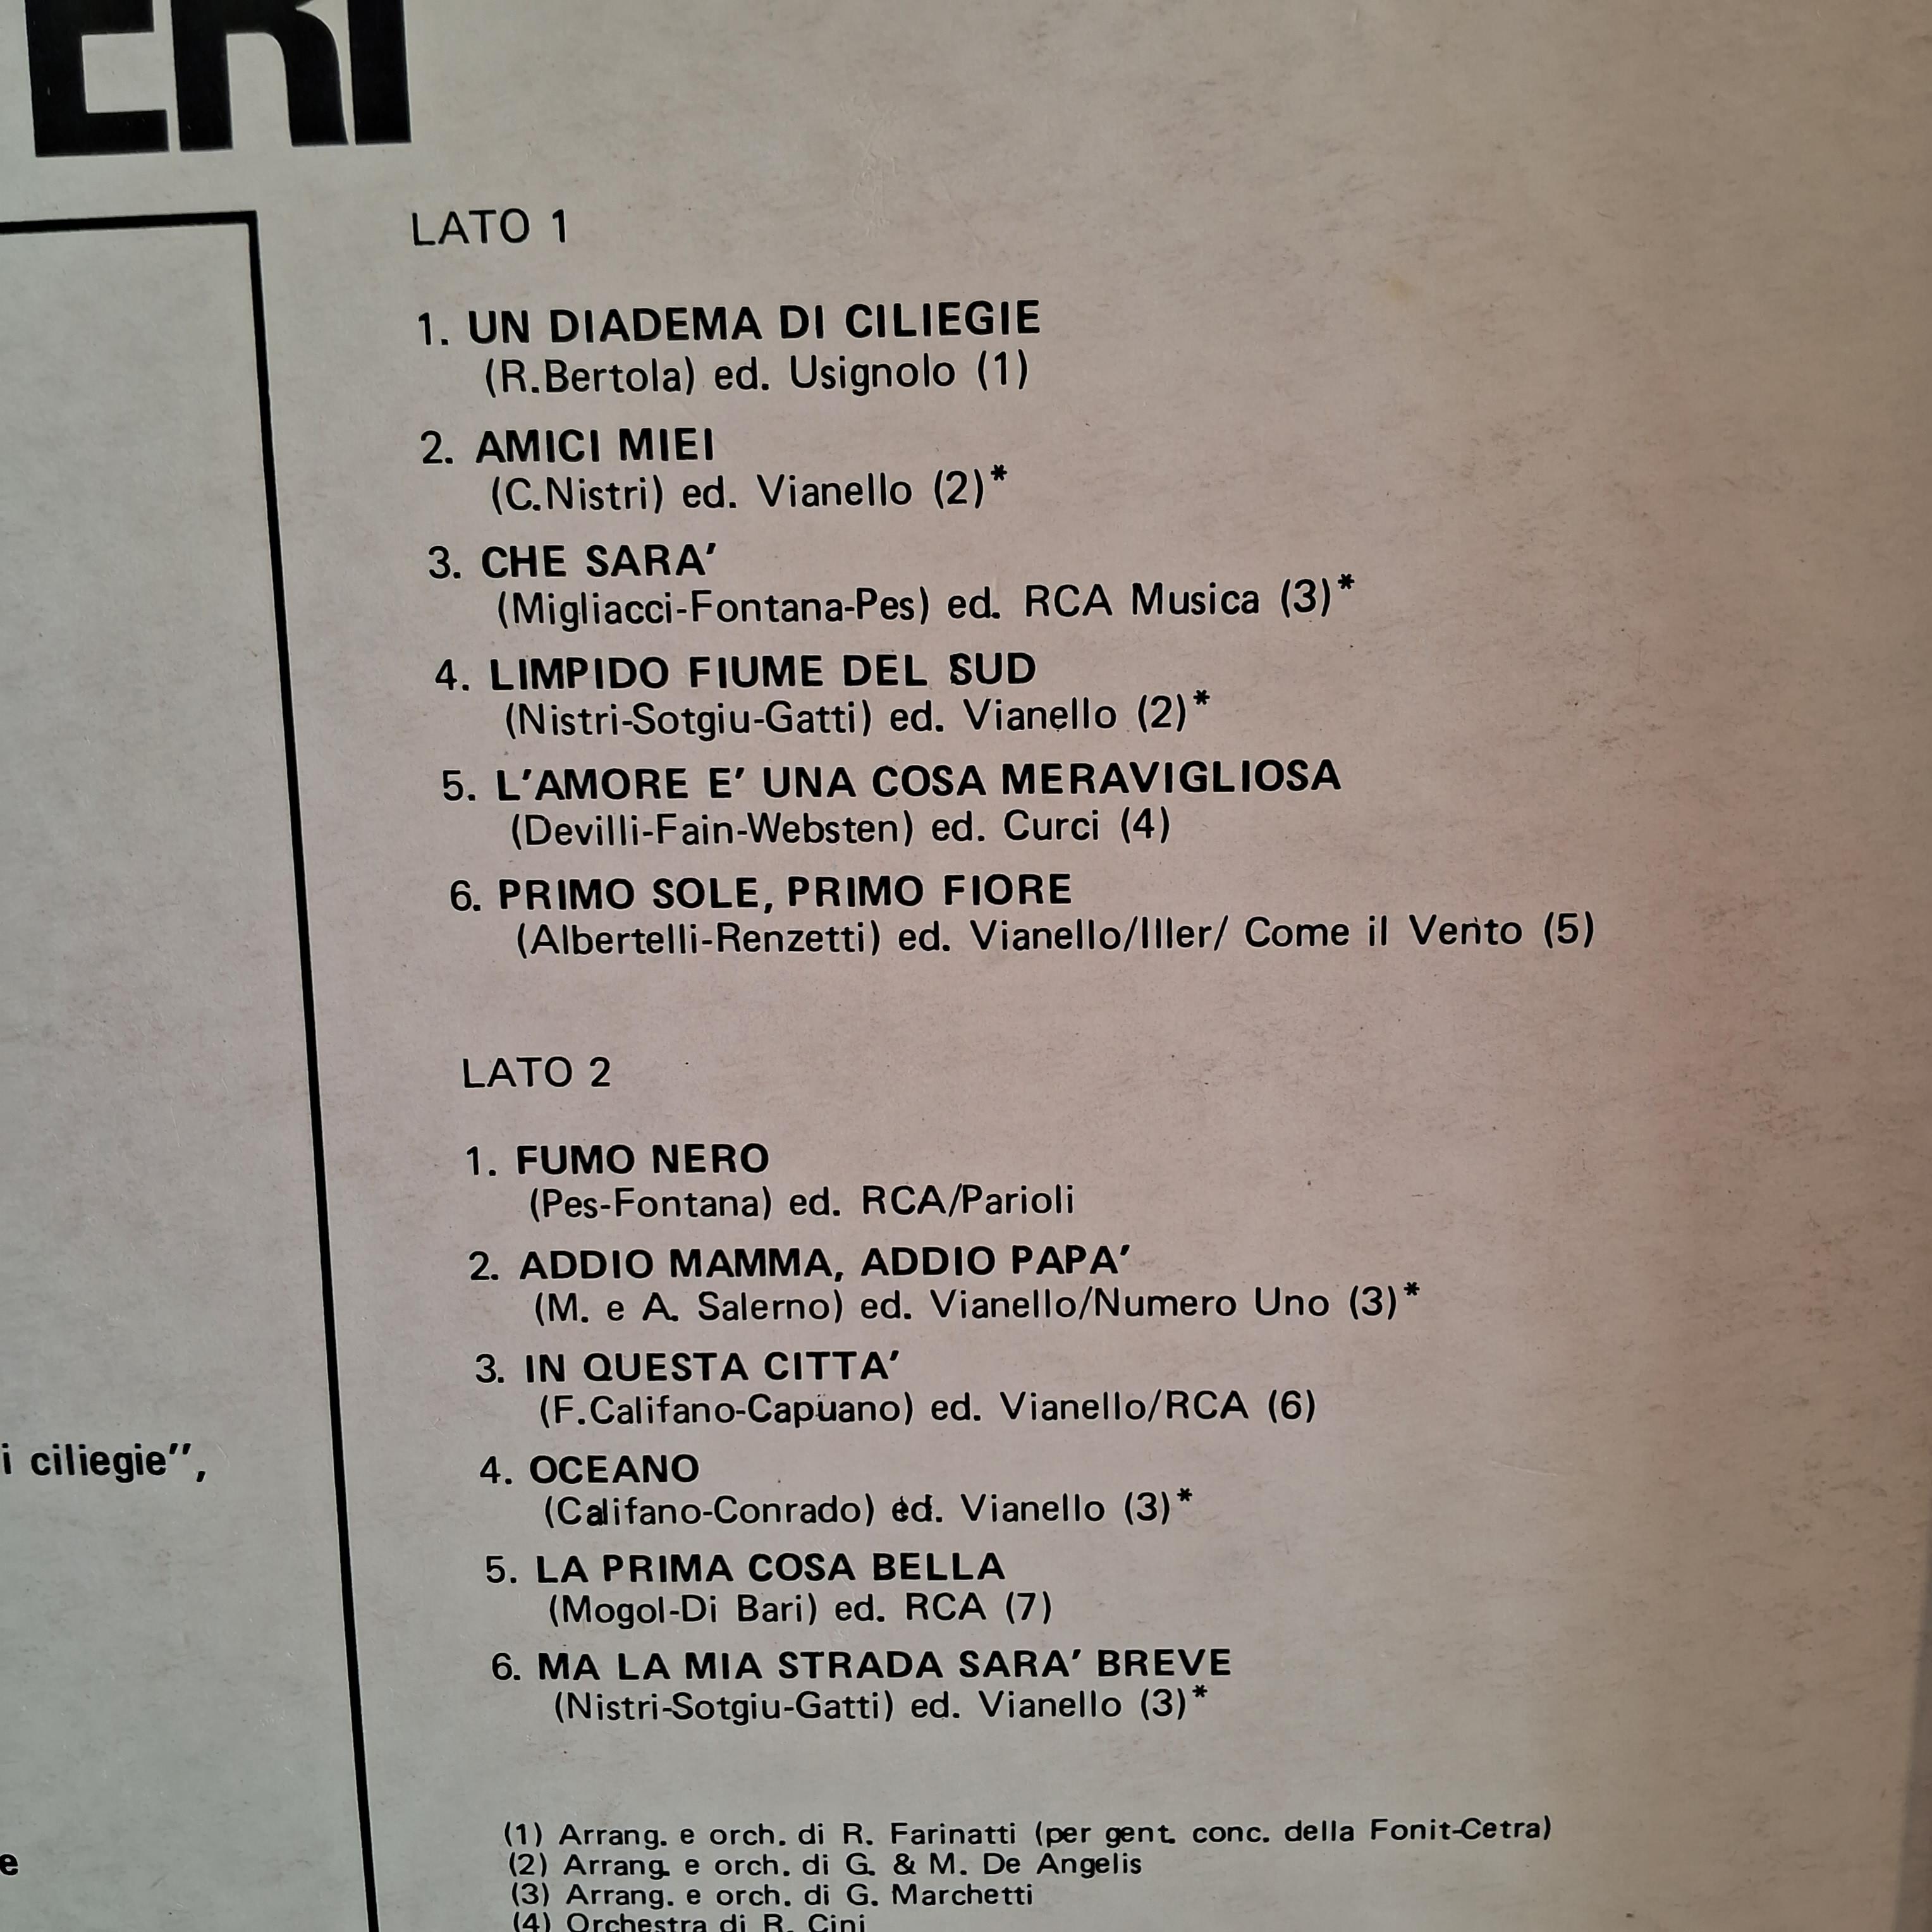 ERI
LATO 1
1. UN DIADEMA DI CILIEGIE
(R.Bertola) ed. Usignolo (1)
2. AMICI MIEI
(C.Nistri) ed. Vianello (2)*
3. CHE SARA'
(Migliacci-Fontana-Pes) ed. RCA Musica (3)*
4. LIMPIDO FIUME DEL SUD
(Nistri-Sotgiu-Gatti) ed. Vianello (2)*
5. L'AMORE E' UNA COSA MERAVIGLIOSA
(Devilli-Fain-Websten) ed. Curci (4)
6. PRIMO SOLE, PRIMO FIORE
(Albertelli-Renzetti) ed. Vianello/Iller/ Come il Vento (5)
LATO 2
1. FUMO NERO
(Pes-Fontana) ed. RCA/Parioli
2. ADDIO MAMMA, ADDIO PAPA'
(M. e A. Salerno) ed. Vianello/Numero Uno (3)*
3. IN QUESTA CITTA'
(F.Califano-Capuano) ed. Vianello/RCA (6)
4. OCEANO
(Califano-Conrado) ed. Vianello (3)*
5. LA PRIMA COSA BELLA
(Mogol-Di Bari) ed. RCA (7)
6. MA LA MIA STRADA SARA' BREVE
(Nistri-Sotgiu-Gatti) ed. Vianello (3)*
i ciliegie",
e
(1) Arrang. e orch. di R. Farinatti (per gent. conc. della Fonit-Cetra)
(2) Arrang. e orch. di G. & M. De Angelis
(3) Arrang. e orch. di G. Marchetti
(4) Orchestra di R. Cini